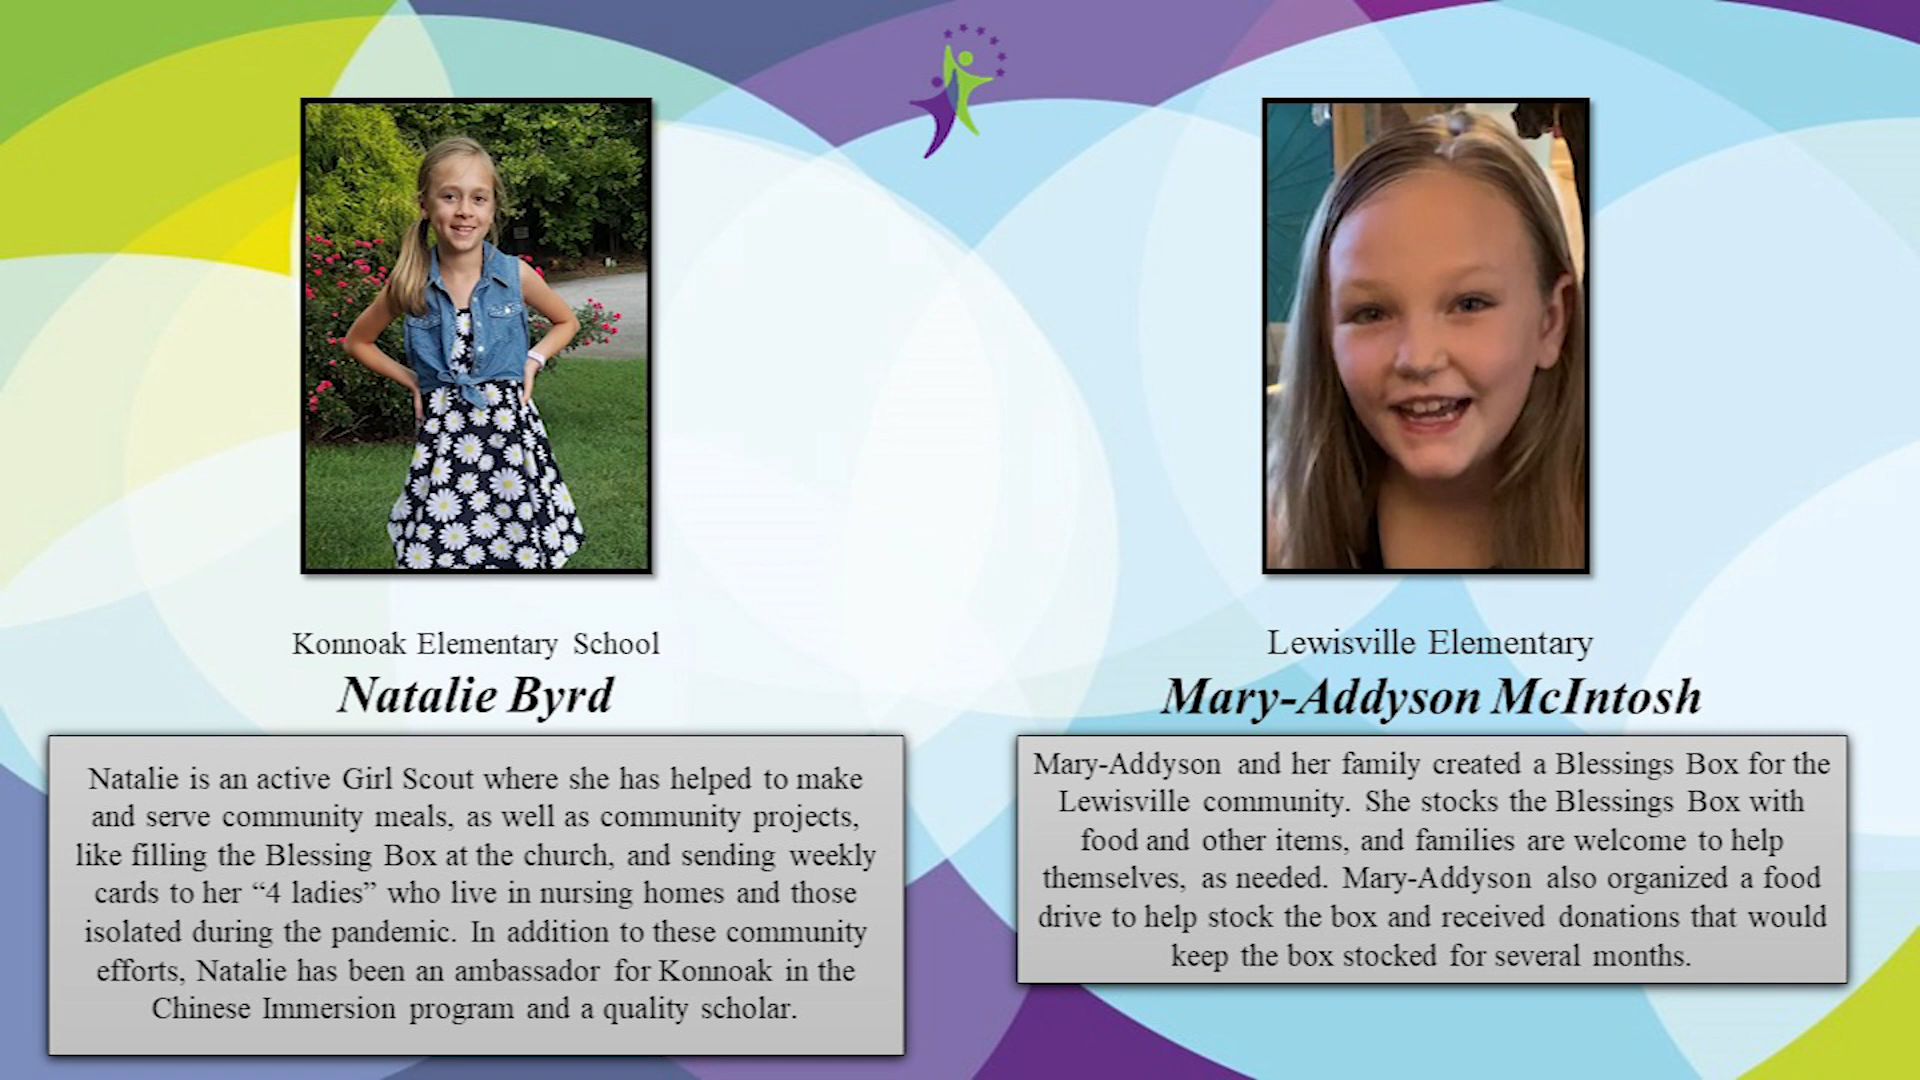 Konnoak Elementary School
Natalie Byrd
Natalie is an active Girl Scout where she has helped to make
and serve community meals, as well as community projects,
like filling the Blessing Box at the church, and sending weekly
cards to her “4 ladies” who live in nursing homes and those
isolated during the pandemic. In addition to these community
efforts, Natalie has been an ambassador for Konnoak in the
Chinese Immersion program and a quality scholar.
Lewisville Elementary
Mary-Addyson McIntosh
Mary-Addyson and her family created a Blessings Box for the
Lewisville community. She stocks the Blessings Box with
food and other items, and families are welcome to help
themselves, as needed. Mary-Addyson also organized a food
drive to help stock the box and received donations that would
keep the box stocked for several months.